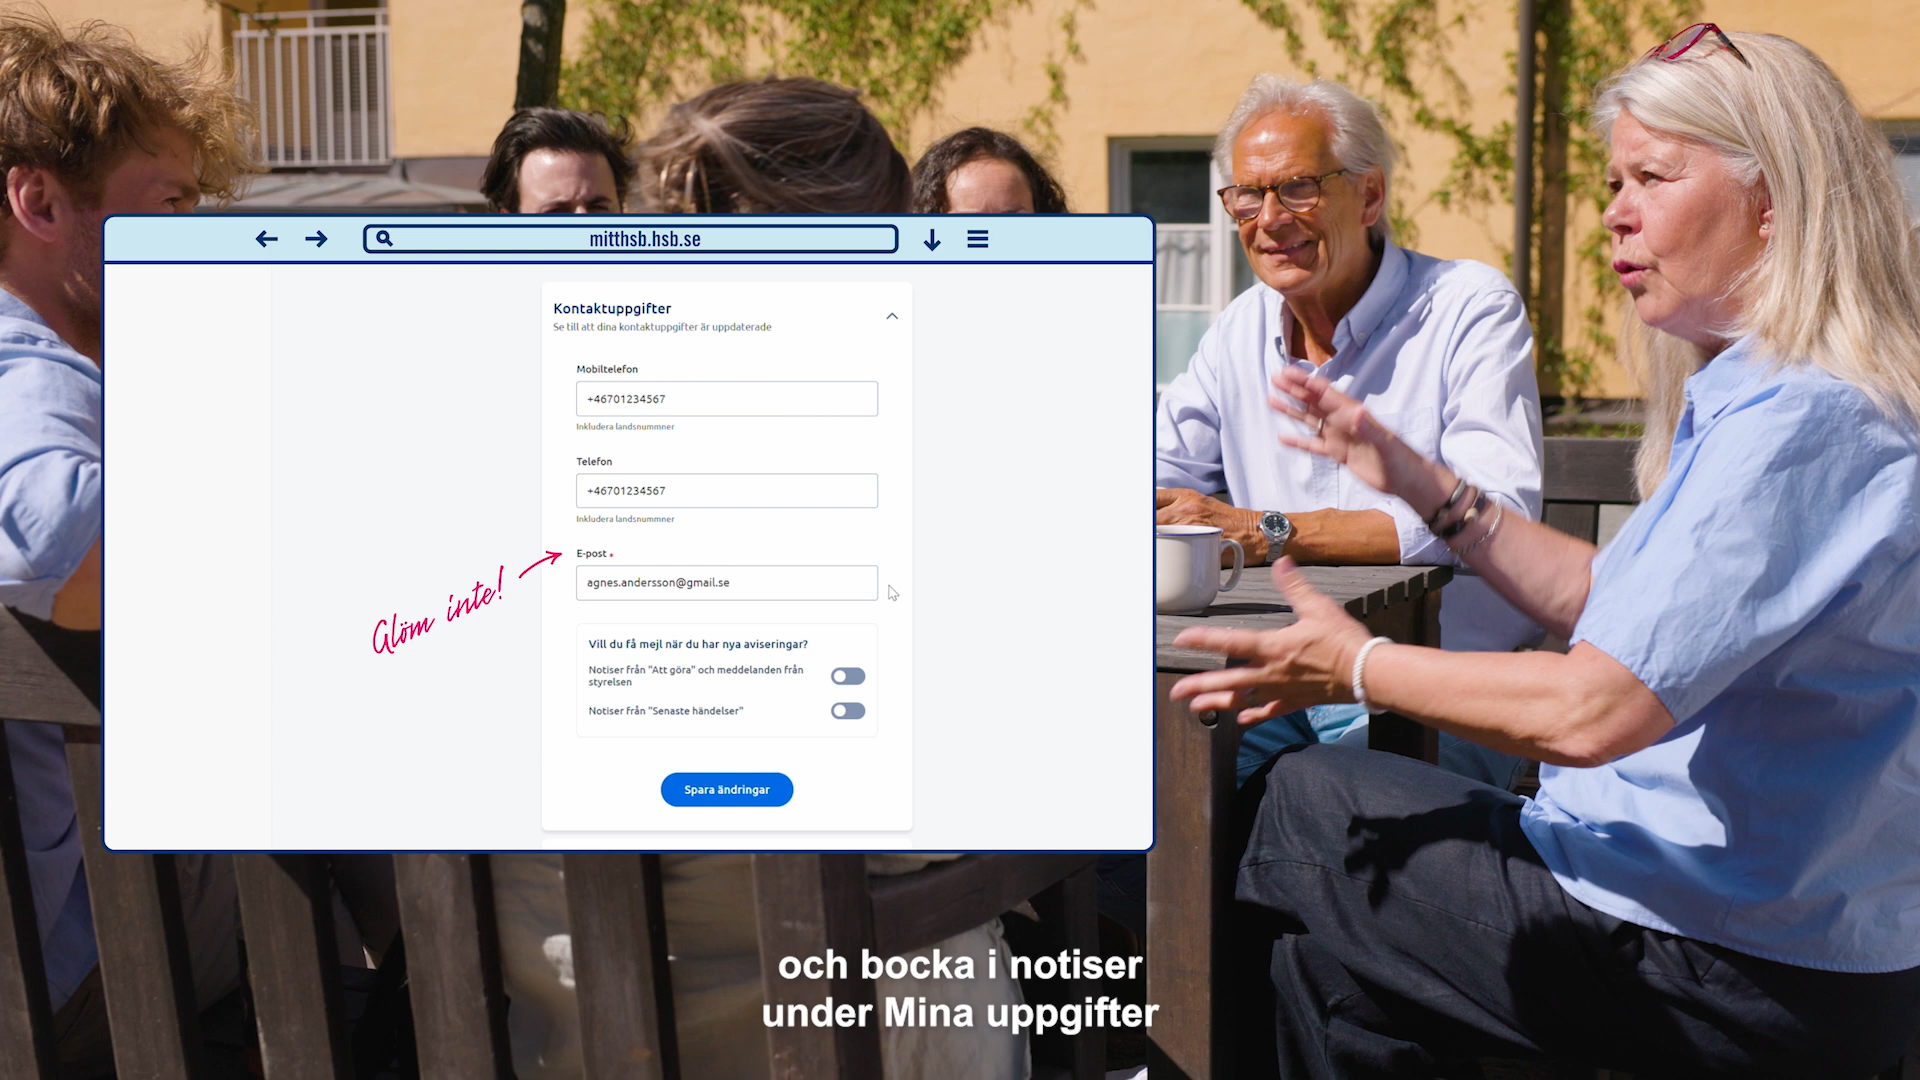 mitthsb.hsb.se
Kontaktuppgifter
Se till att dina kontaktuppgifter är uppdaterade
Mobiltelefon
+46701234567
Inkludera landsnummner
Telefon
+46701234567
Inkludera landsnummner
E-post *
agnes.andersson@gmail.se
Glöm inte!
Vill du få mejl när du har nya aviseringar?
Notiser från "Att göra" och meddelanden från
styrelsen
Notiser från "Senaste händelser"
Spara ändringar
och bocka i notiser
under Mina uppgifter